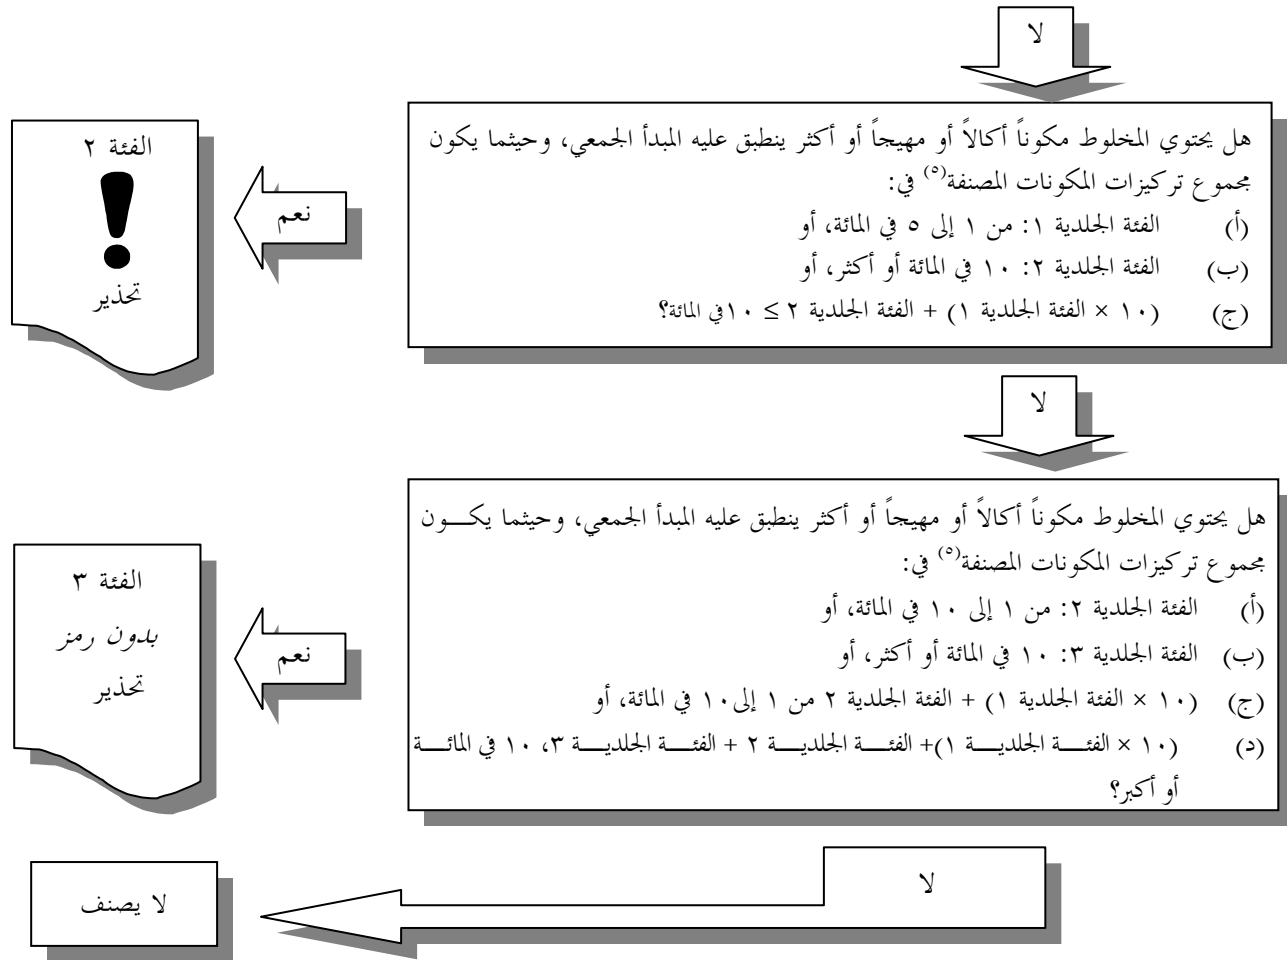 لا
هل يحتوي المخلوط مكوناً أكالاً أو مهيجاً أو أكثر ينطبق عليه المبدأ الجمعي، وحيثما يكون
مجموع تركيزات المكونات المصنفة(٥) في:
(أ) الفئة الجلدية ١: من ١ إلى ٥ في المائة، أو
(ب) الفئة الجلدية ٢: ١٠ في المائة أو أكثر، أو
(ج) (١٠ × الفئة الجلدية ١) + الفئة الجلدية ٢ ≥ ١٠في المائة؟
نعم
الفئة ٢
!
تحذير
لا
هل يحتوي المخلوط مكوناً أكالاً أو مهيجاً أو أكثر ينطبق عليه المبدأ الجمعي، وحيثما يكون
مجموع تركيزات المكونات المصنفة(٥) في:
(أ) الفئة الجلدية ٢: من ١ إلى ١٠ في المائة، أو
(ب) الفئة الجلدية ٣: ١٠ في المائة أو أكثر، أو
(ج) (١٠ × الفئة الجلدية ١) + الفئة الجلدية ٢ من ١ إلى١٠ في المائة، أو
(د) (١٠ × الفئة الجلدية ١)+ الفئة الجلدية ٢ + الفئة الجلدية ٣، ١٠ في المائة
أو أكبر؟
نعم
الفئة ٣
بدون رمز
تحذير
لا
لا يصنف